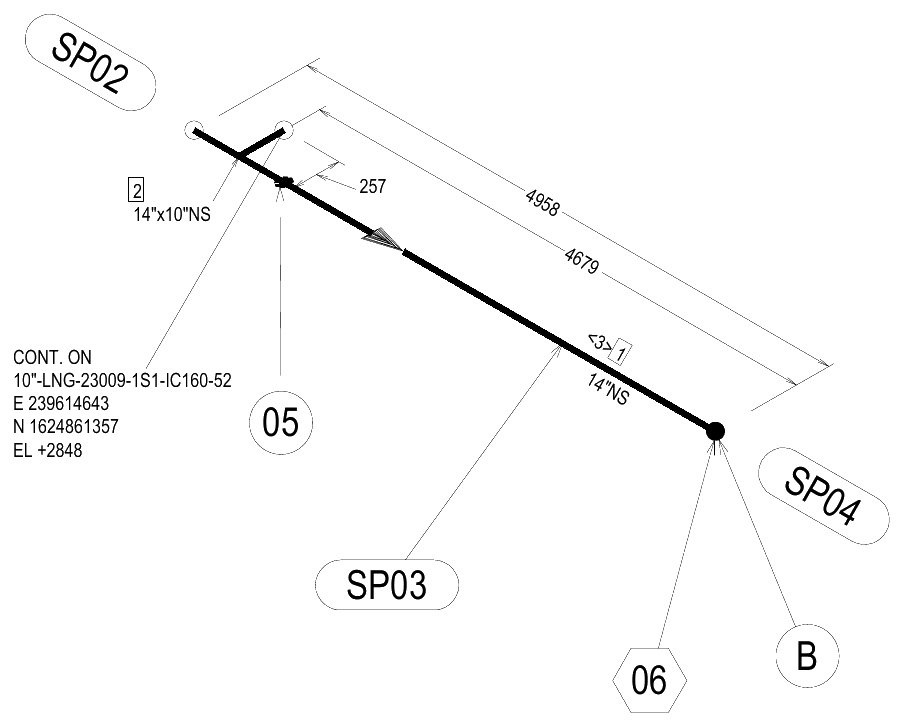 SP02
4958
257
2
14"x10"NS
4679
<3> 1
14"NS
CONT. ON
10"-LNG-23009-1S1-IC160-52
E 239614643
N 1624861357
EL +2848
05
SP04
SP03
06
B